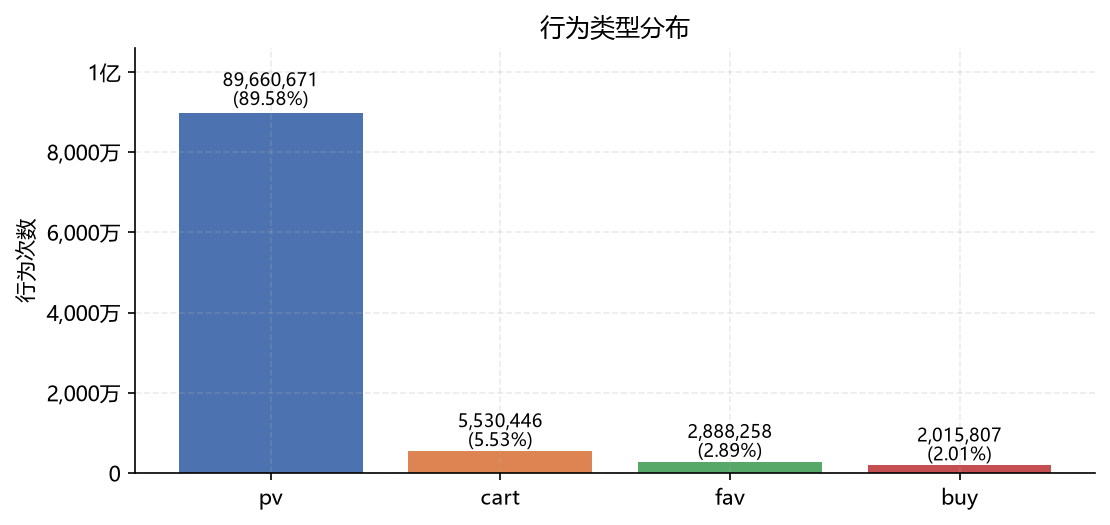 行为类型分布
行为次数
1亿
8,000万
6,000万
4,000万
2,000万
0
89,660,671
(89.58%)
5,530,446
(5.53%)
2,888,258
(2.89%)
2,015,807
(2.01%)
pv
cart
fav
buy